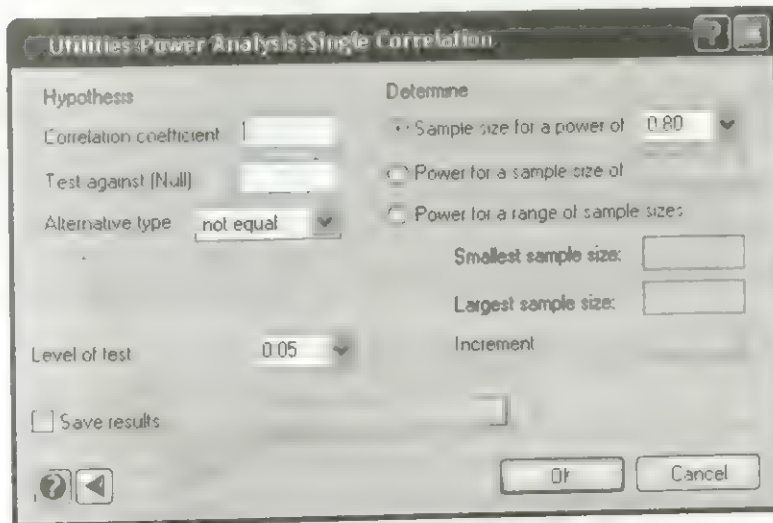 Utilities:Power Analysis:Single Correlation
Hypothesis
Correlation coefficient
Test against (Null)
Alternative type not equal
Level of test 0.05
Save results
Determine
Sample size for a power of 0.80
Power for a sample size of
Power for a range of sample sizes
Smallest sample size:
Largest sample size:
Increment
Ok
Cancel